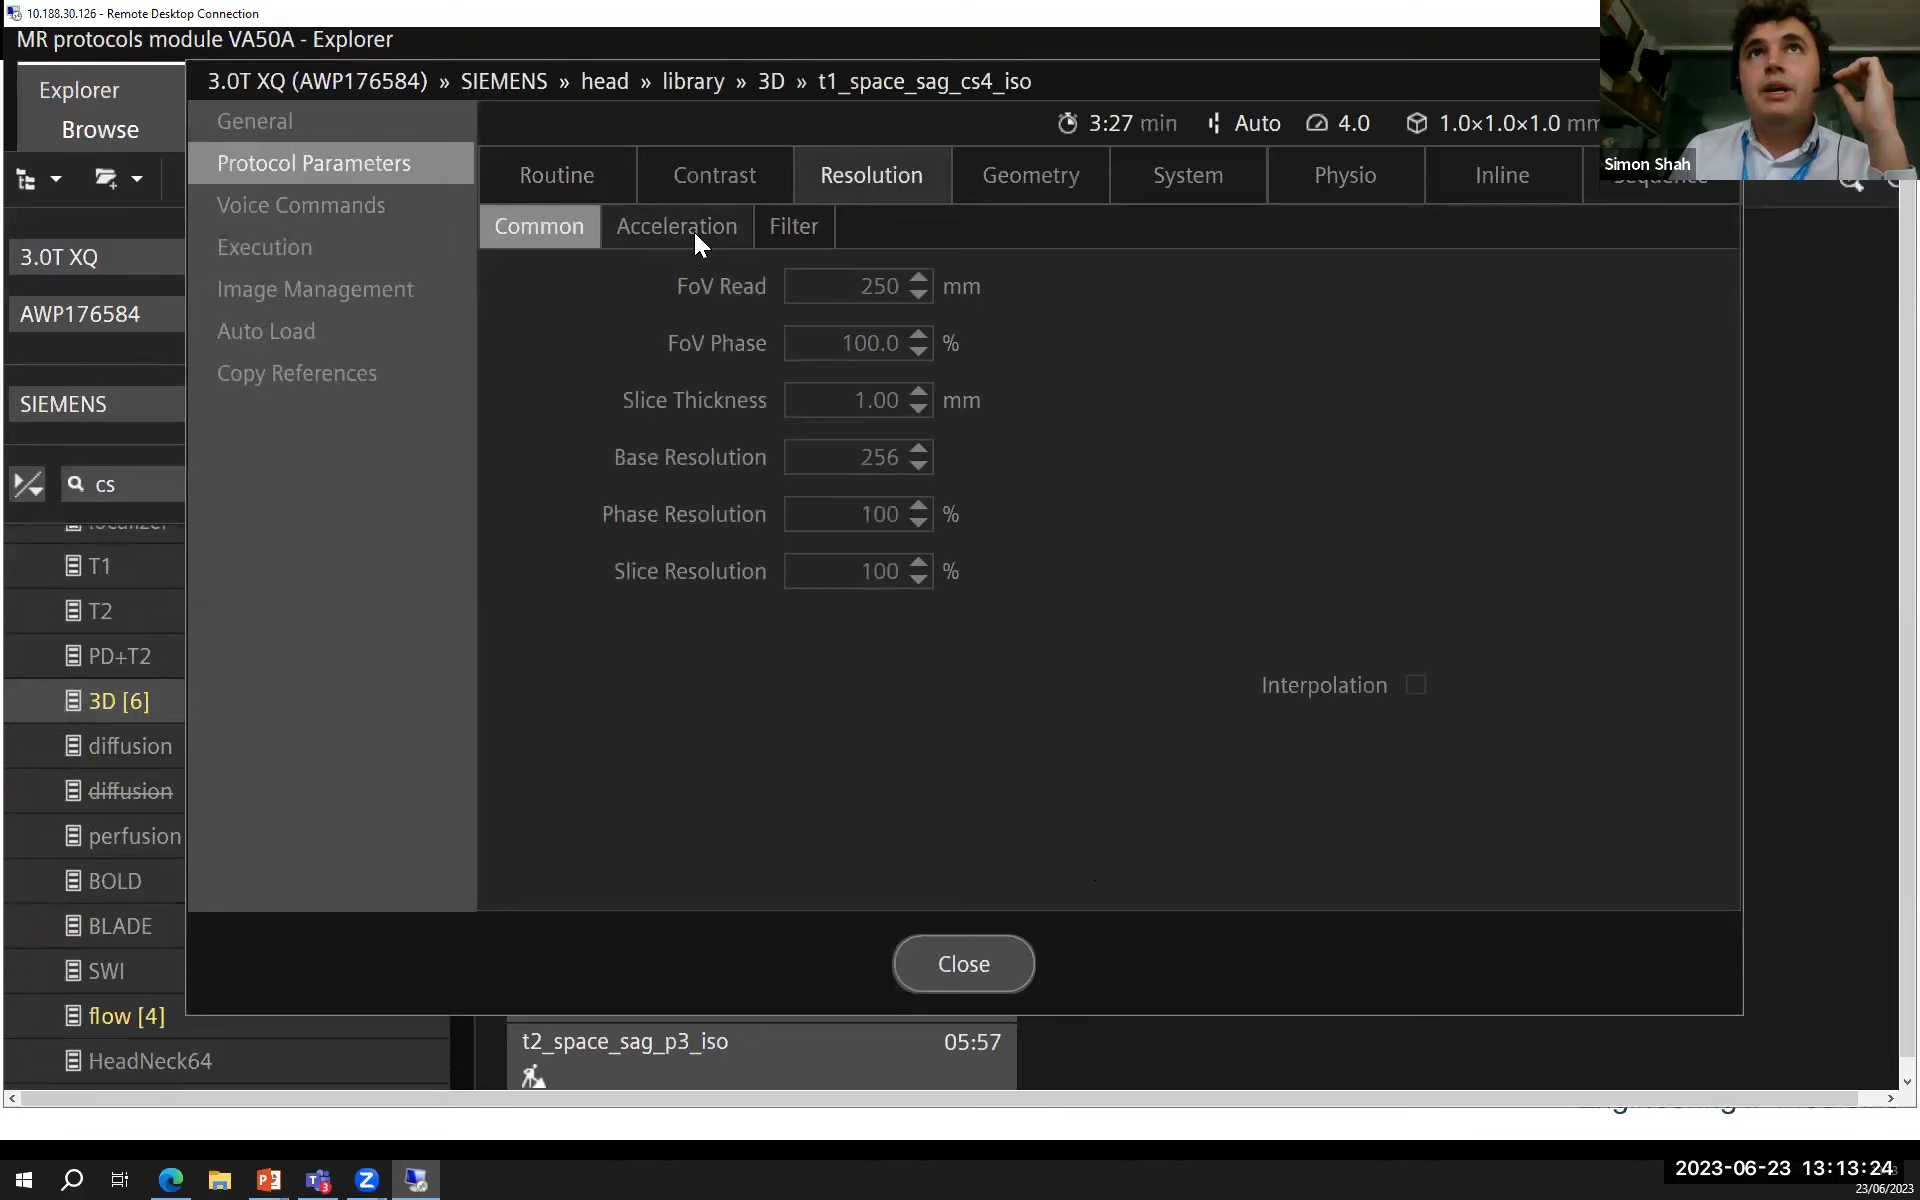 10.188.30.126 - Remote Desktop Connection
MR protocols module VA50A - Explorer
Explorer
Browse
3.0T XQ (AWP176584) » SIEMENS » head » library » 3D » t1_space_sag_cs4_iso
3:27 min Auto 4.0 1.0×1.0×1.0 mm
Simon Shah
General
Protocol Parameters
Voice Commands
Execution
Image Management
Auto Load
Copy References
Routine Contrast Resolution Geometry System Physio Inline Sequence
Common Acceleration Filter
FoV Read 250 mm
FoV Phase 100.0 %
Slice Thickness 1.00 mm
Base Resolution 256
Phase Resolution 100 %
Slice Resolution 100 %
Interpolation
Close
3.0T XQ
AWP176584
SIEMENS
cs
localizer
T1
T2
PD+T2
3D [6]
diffusion
diffusion
perfusion
BOLD
BLADE
SWI
flow [4]
HeadNeck64
t2_space_sag_p3_iso 05:57
2023-06-23 13:13:24
23/06/2023